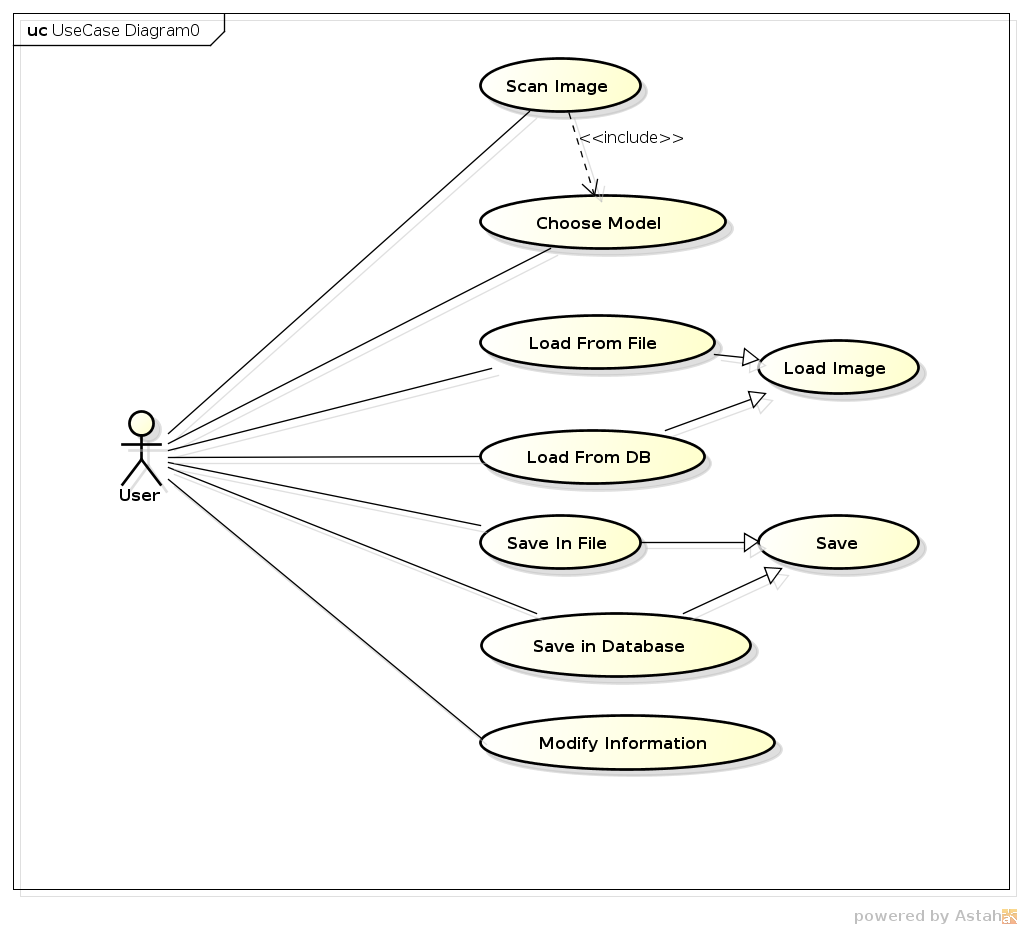 uc UseCase Diagram0
Scan Image
<<include>>
Choose Model
Load From File
Load Image
Load From DB
User
Save In File
Save
Save in Database
Modify Information
powered by Astah